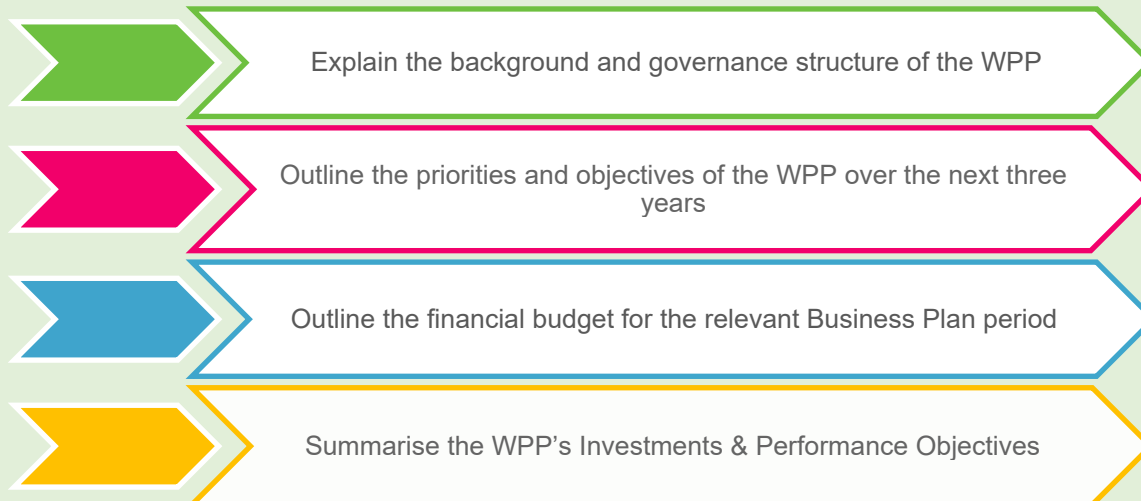 Explain the background and governance structure of the WPP
Outline the priorities and objectives of the WPP over the next three
years
Outline the financial budget for the relevant Business Plan period
Summarise the WPP’s Investments & Performance Objectives